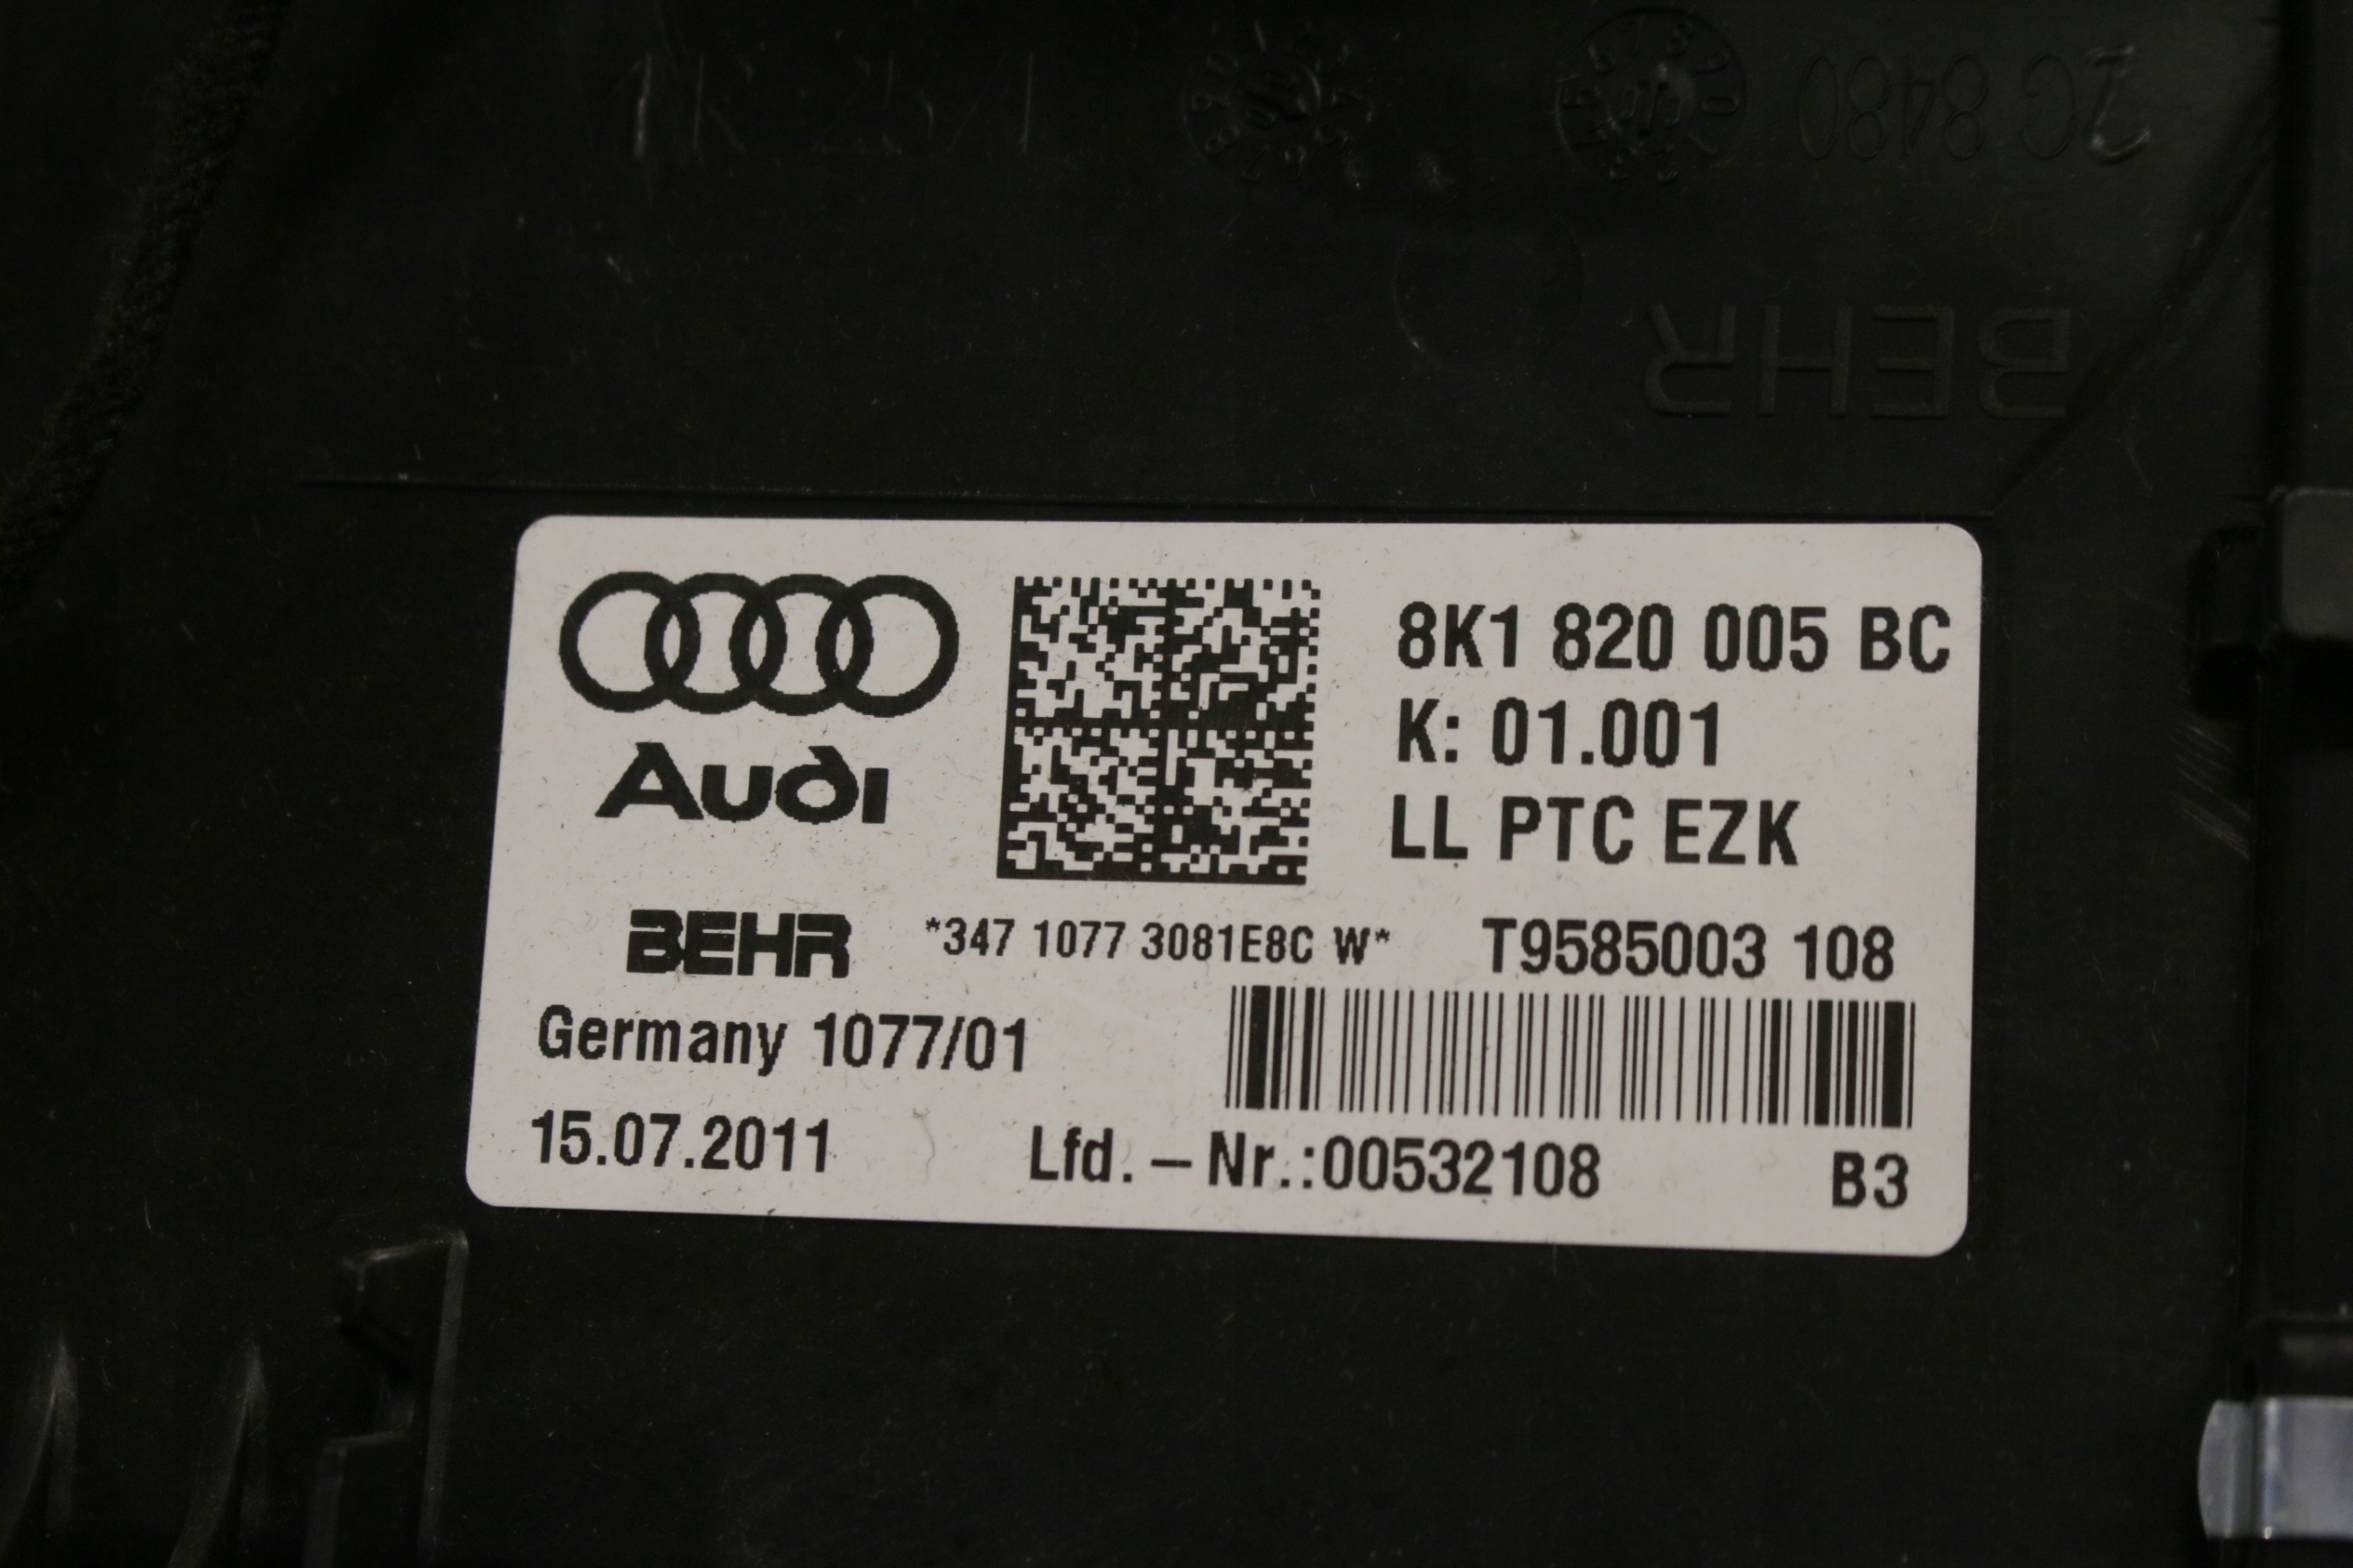 2G 8480
BEHR
Audi
8K1 820 005 BC
K: 01.001
LL PTC EZK
BEHR
*347 1077 3081E8C W*
T9585003 108
Germany 1077/01
15.07.2011
Lfd. – Nr.:00532108
B3